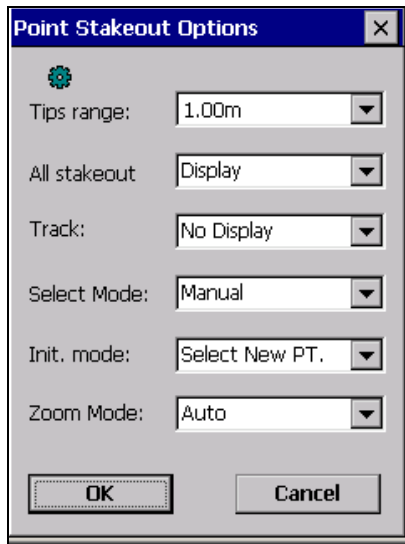 Point Stakeout Options
Tips range: 1.00m
All stakeout Display
Track: No Display
Select Mode: Manual
Init. mode: Select New PT.
Zoom Mode: Auto
OK Cancel